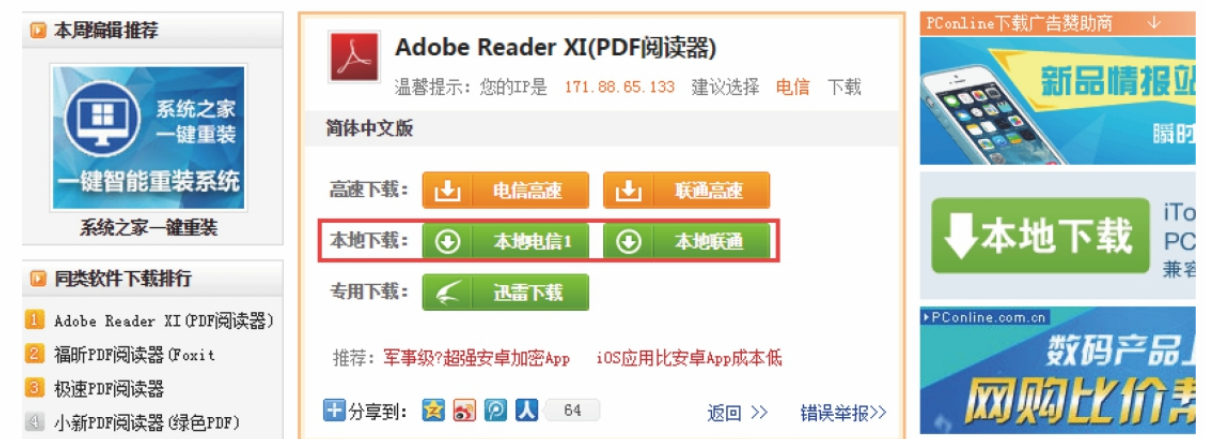 本周编辑推荐
系统之家
一键重装
一键智能重装系统
系统之家一键重装
同类软件下载排行
1 Adobe Reader XI(PDF阅读器)
2 福昕PDF阅读器(Foxit
3 极速PDF阅读器
4 小新PDF阅读器(绿色PDF)
Adobe Reader XI(PDF阅读器)
温馨提示：您的IP是 171.88.65.133 建议选择 电信 下载
简体中文版
高速下载： 电信高速 联通高速
本地下载： 本地电信1 本地联通
专用下载： 迅雷下载
推荐：军事级?超强安卓加密App iOS应用比安卓App成本低
分享到： 64 返回 >> 错误举报>>
PConline下载广告赞助商 ↓
新品情报站
瞬时
本地下载
iTo
PC
兼容
PConline.com.cn
数码产品
网购比价